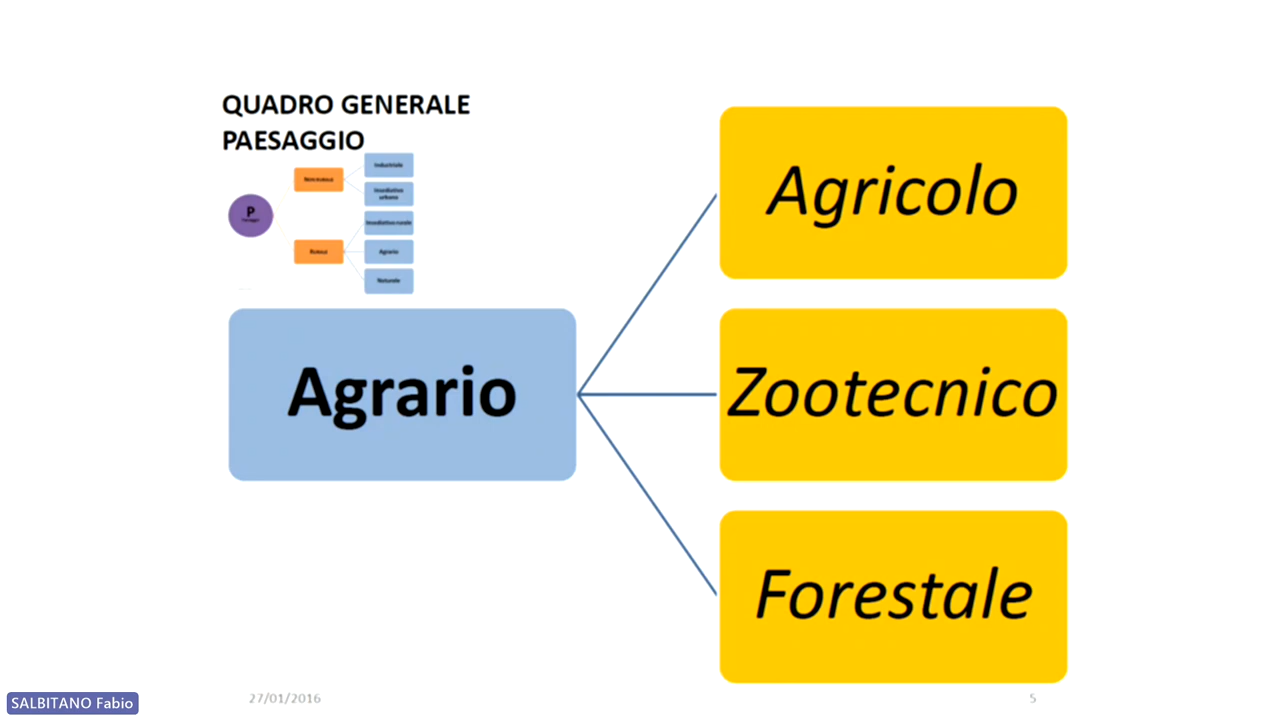 QUADRO GENERALE
PAESAGGIO
Industriale
Insediativo
urbano
P
Insediativo rurale
Agrario
Naturale
Agrario
Agricolo
Zootecnico
Forestale
SALBITANO Fabio
27/01/2016
5